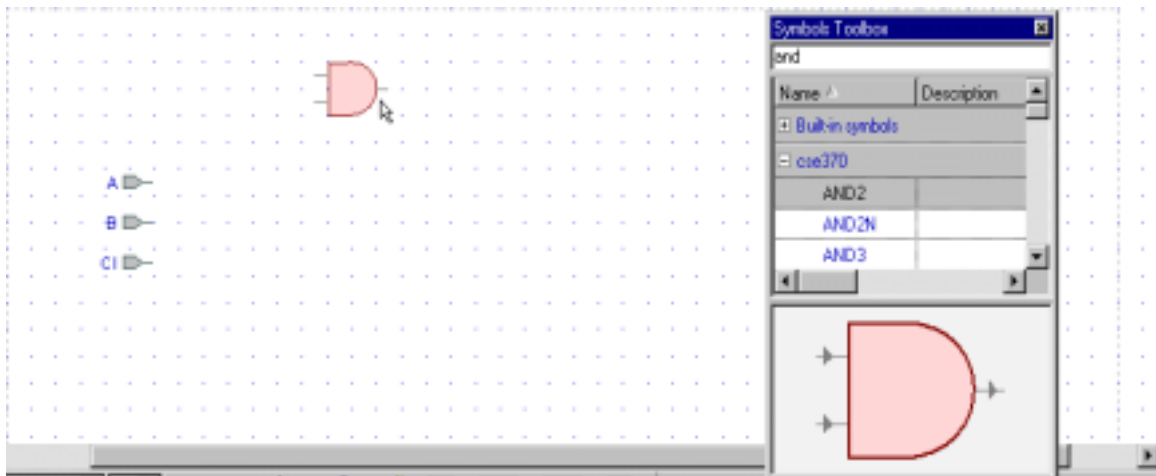 Symbols Toolbox
and
Name Description
Built-in symbols
cse370
AND2
AND2N
AND3
A
B
CI